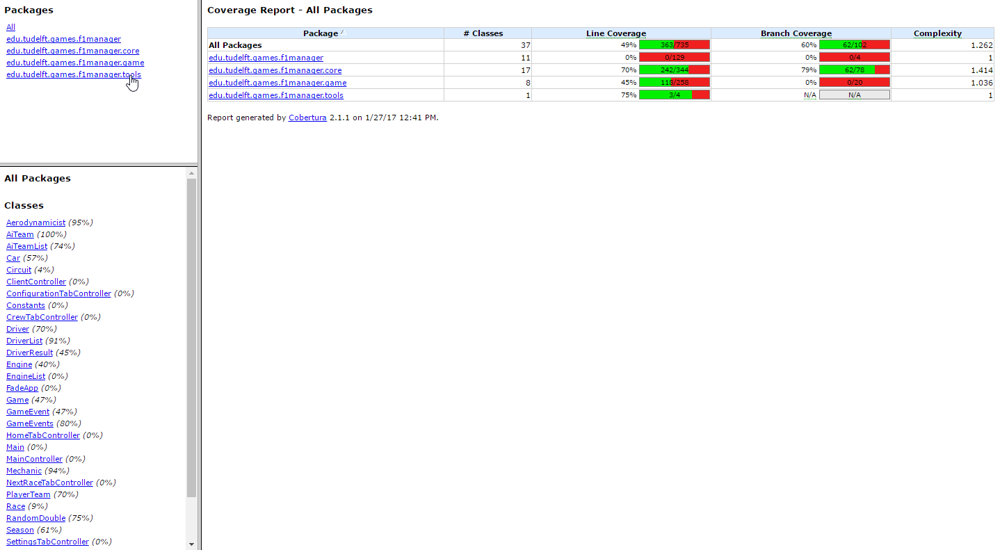 Packages
All
edu.tudelft.games.f1manager
edu.tudelft.games.f1manager.core
edu.tudelft.games.f1manager.game
edu.tudelft.games.f1manager.tools
All Packages
Classes
Aerodynamicist (95%)
AiTeam (100%)
AiTeamList (74%)
Car (57%)
Circuit (4%)
ClientController (0%)
ConfigurationTabController (0%)
Constants (0%)
CrewTabController (0%)
Driver (70%)
DriverList (91%)
DriverResult (45%)
Engine (40%)
EngineList (0%)
FadeApp (0%)
Game (47%)
GameEvent (47%)
GameEvents (80%)
HomeTabController (0%)
Main (0%)
MainController (0%)
Mechanic (94%)
NextRaceTabController (0%)
PlayerTeam (70%)
Race (9%)
RandomDouble (75%)
Season (61%)
SettingsTabController (0%)
Coverage Report - All Packages
Package # Classes Line Coverage Branch Coverage Complexity
All Packages 37 49% 363/735 60% 62/102 1.262
edu.tudelft.games.f1manager 11 0% 0/129 0% 0/4 1
edu.tudelft.games.f1manager.core 17 70% 242/344 79% 62/78 1.414
edu.tudelft.games.f1manager.game 8 45% 118/258 0% 0/20 1.036
edu.tudelft.games.f1manager.tools 1 75% 3/4 N/A N/A 1
Report generated by Cobertura 2.1.1 on 1/27/17 12:41 PM.